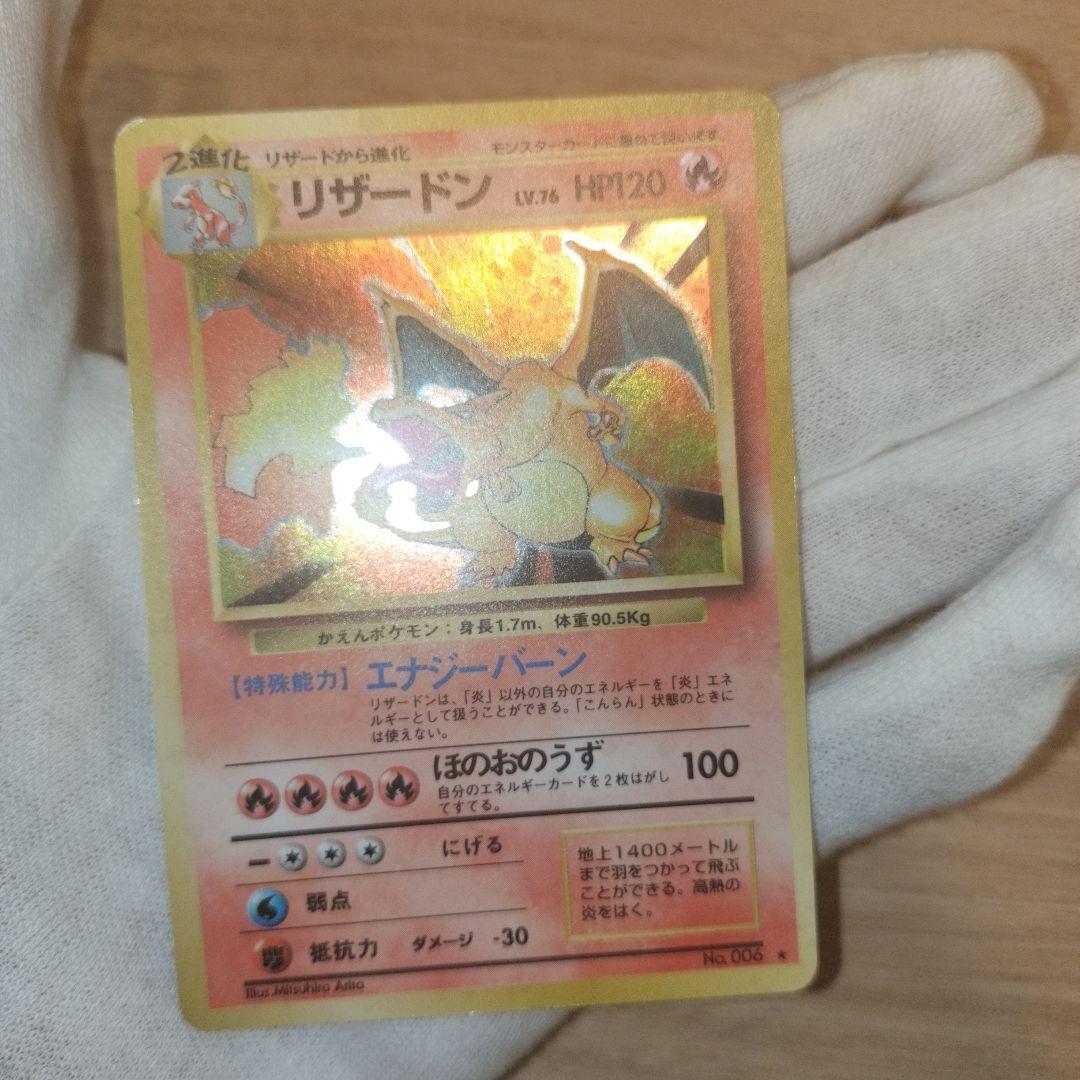 2進化 リザードから進化 モンスターカードに重ねて使います。
リザードン LV.76 HP120
かえんポケモン：身長1.7m、体重90.5Kg
【特殊能力】エナジーバーン
リザードンは、「炎」以外の自分のエネルギーを「炎」エネ
ルギーとして扱うことができる。「こんらん」状態のときに
は使えない。
ほのおのうず 100
自分のエネルギーカードを2枚はがし
てすてる。
にげる
弱点
抵抗力 ダメージ -30
地上1400メートル
まで羽をつかって飛ぶ
ことができる。高熱の
炎をはく。
No. 006 ★
Illus. Mitsuhiro Arita